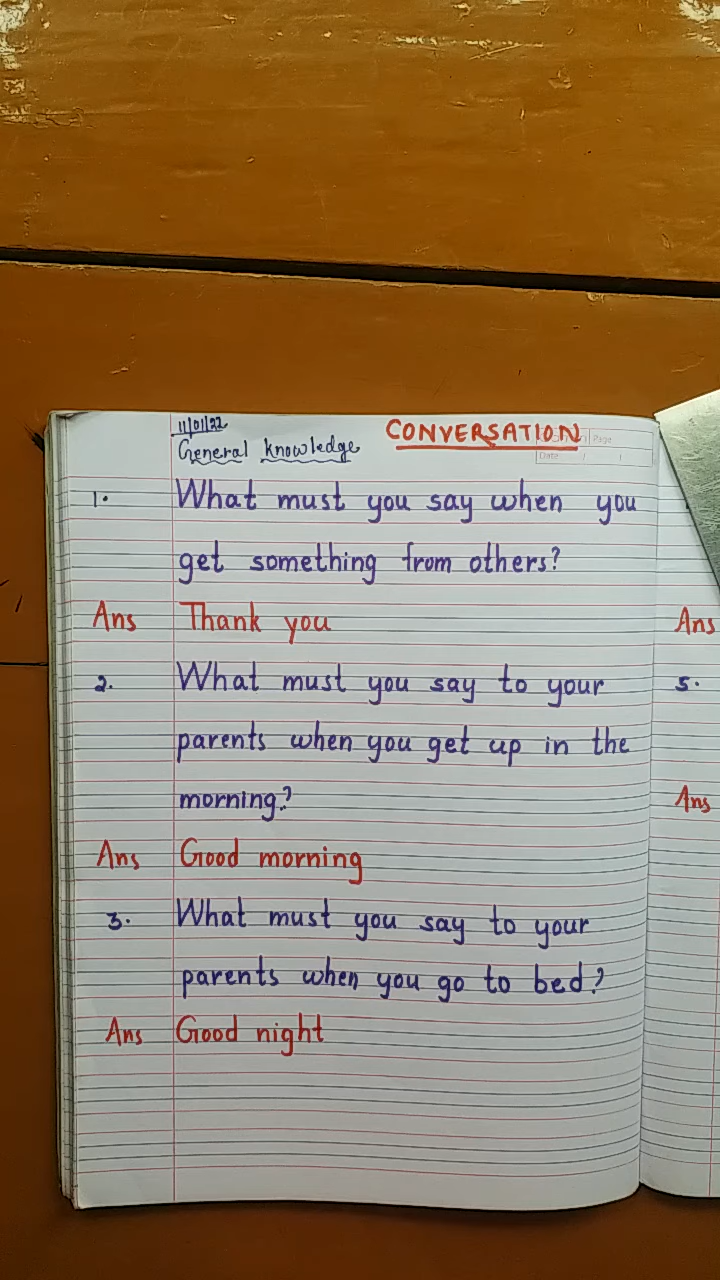 11/01/22
CONVERSATION
General knowledge
Page
Date / /
1. What must you say when you
get something from others?
Ans Thank you
2. What must you say to your
parents when you get up in the
morning?
Ans Good morning
3. What must you say to your
parents when you go to bed?
Ans Good night
Ans
5.
Ans